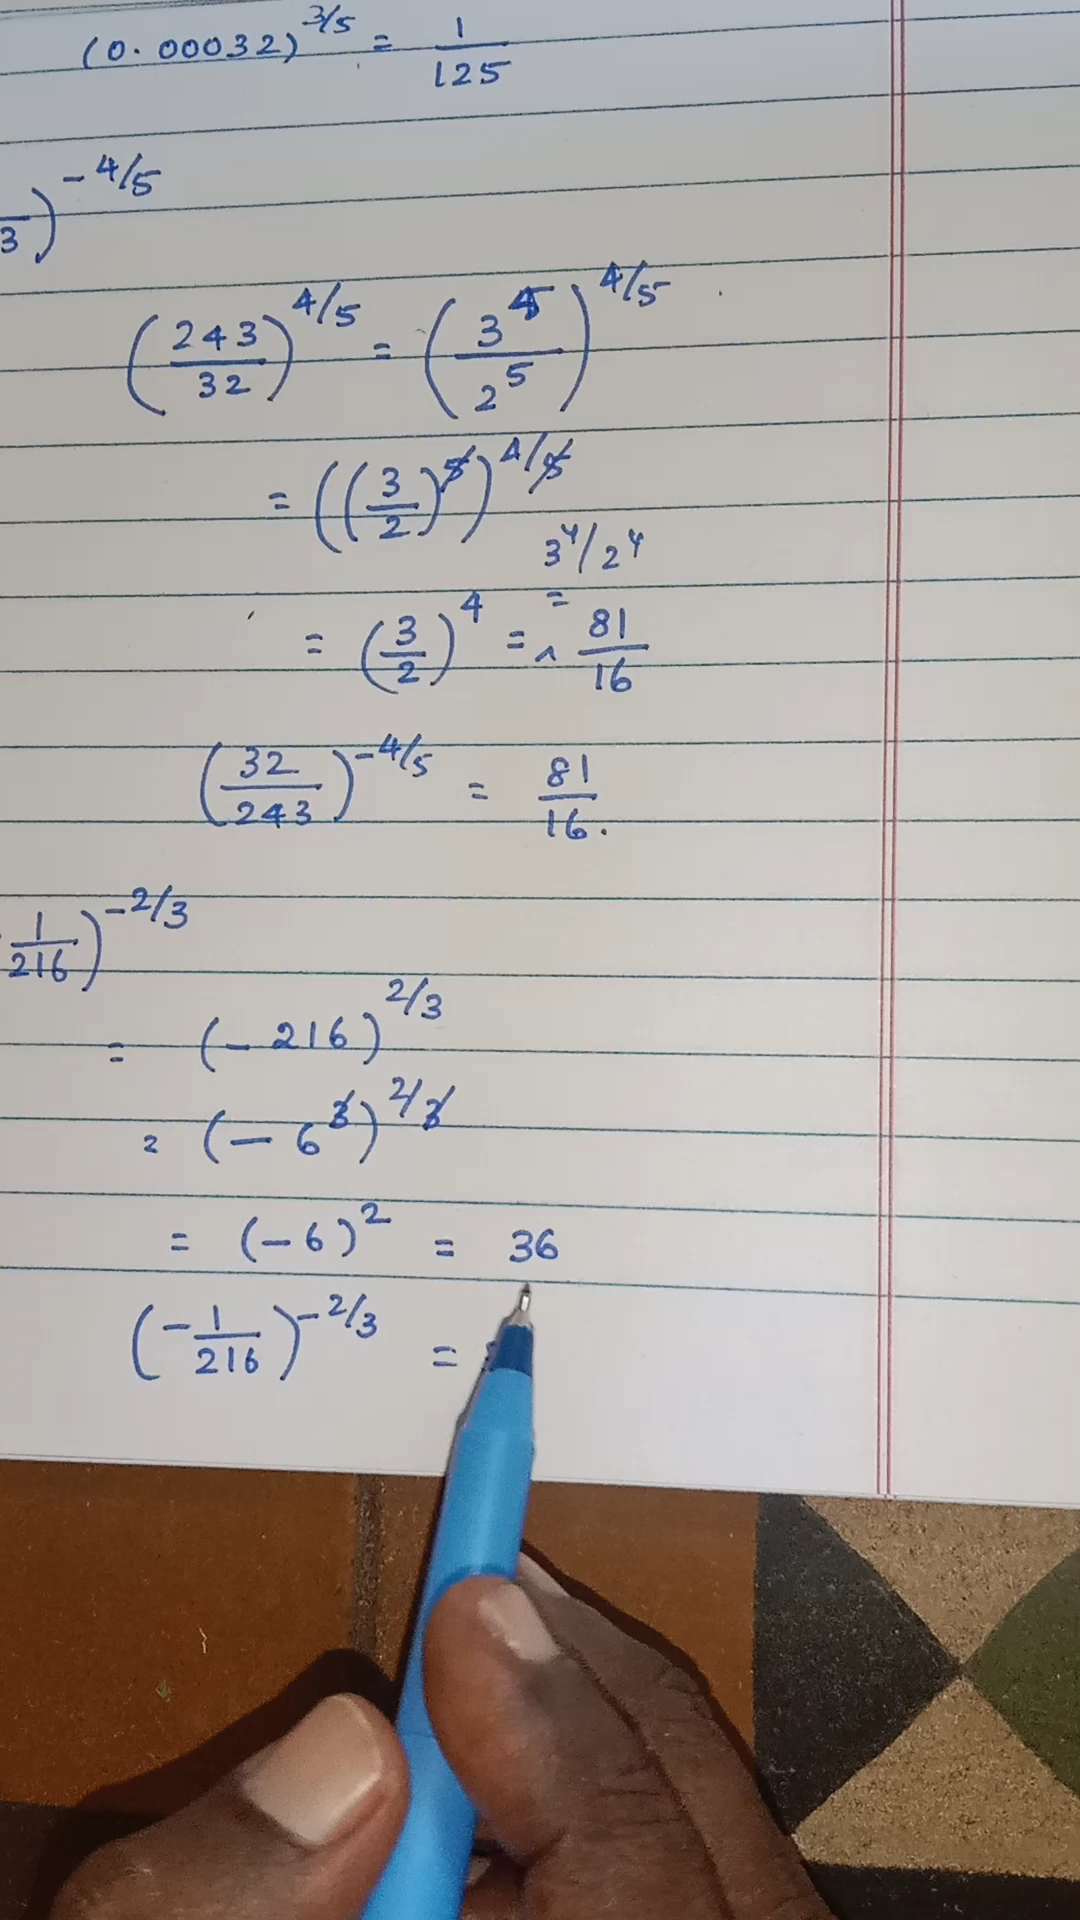 (0.00032)^3/5 = 1/125
3)^-4/5
(243/32)^4/5 = (3^5/2^5)^4/5
= ((3/2)^5)^4/5
3^4/2^4
= (3/2)^4 = = 81/16
(32/243)^-4/5 = 81/16.
1/216)^-2/3
= (-216)^2/3
= (-6^3)^2/3
= (-6)^2 = 36
(-1/216)^-2/3 =